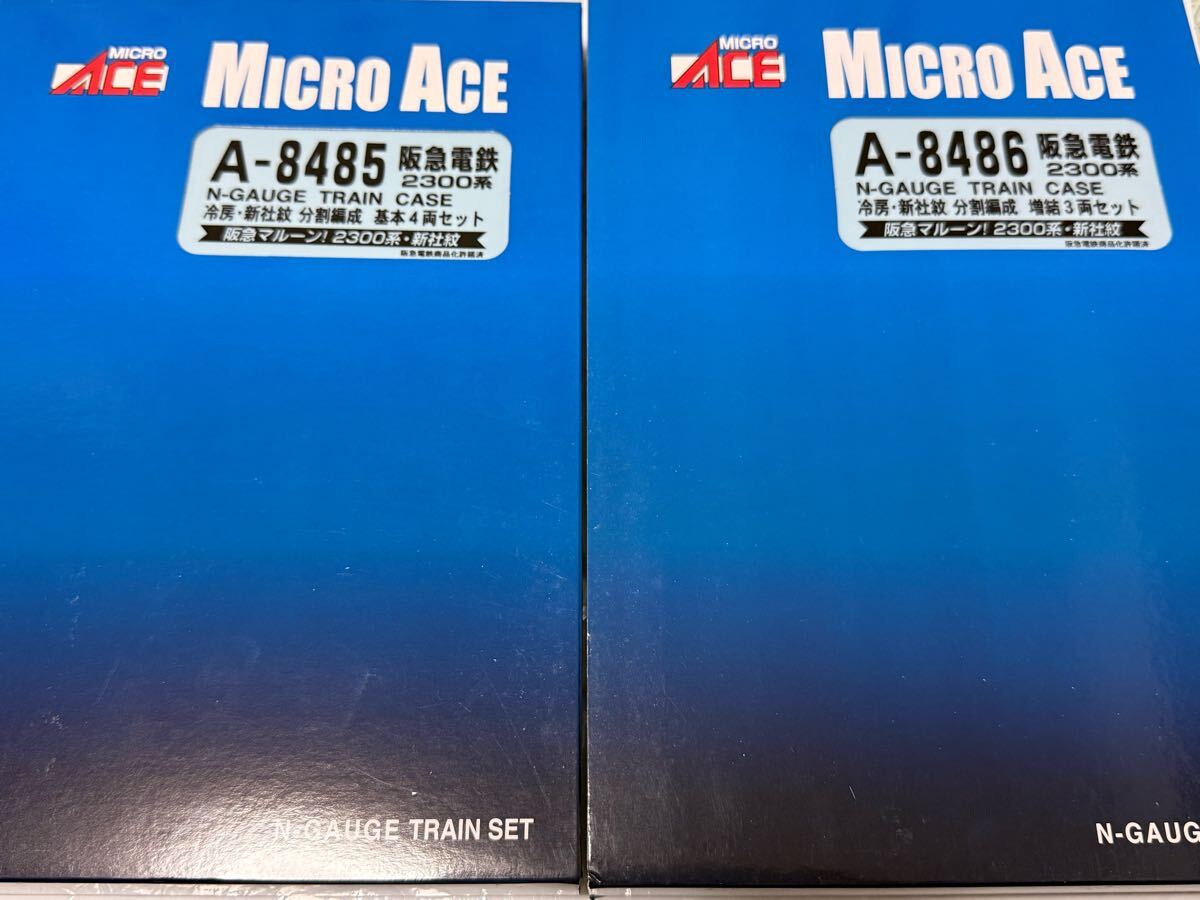 MICRO
ACE
MICRO ACE
A-8485 阪急電鉄
2300系
N-GAUGE TRAIN CASE
冷房・新社紋 分割編成 基本4両セット
阪急マルーン! 2300系・新社紋
阪急電鉄商品化許諾済
N-GAUGE TRAIN SET
MICRO
ACE
MICRO ACE
A-8486 阪急電鉄
2300系
N-GAUGE TRAIN CASE
冷房・新社紋 分割編成 増結3両セット
阪急マルーン! 2300系・新社紋
阪急電鉄商品化許諾済
N-GAUG